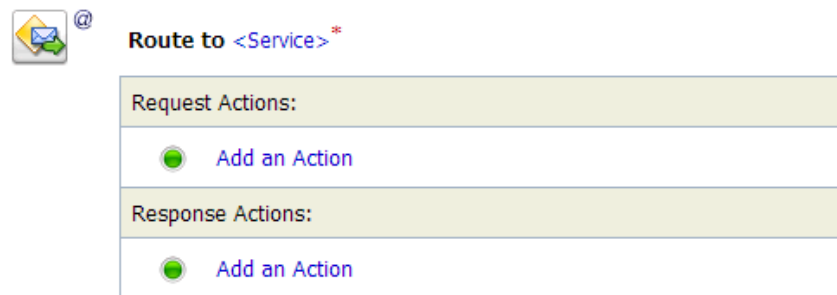 @
Route to <Service>*
Request Actions:
Add an Action
Response Actions:
Add an Action